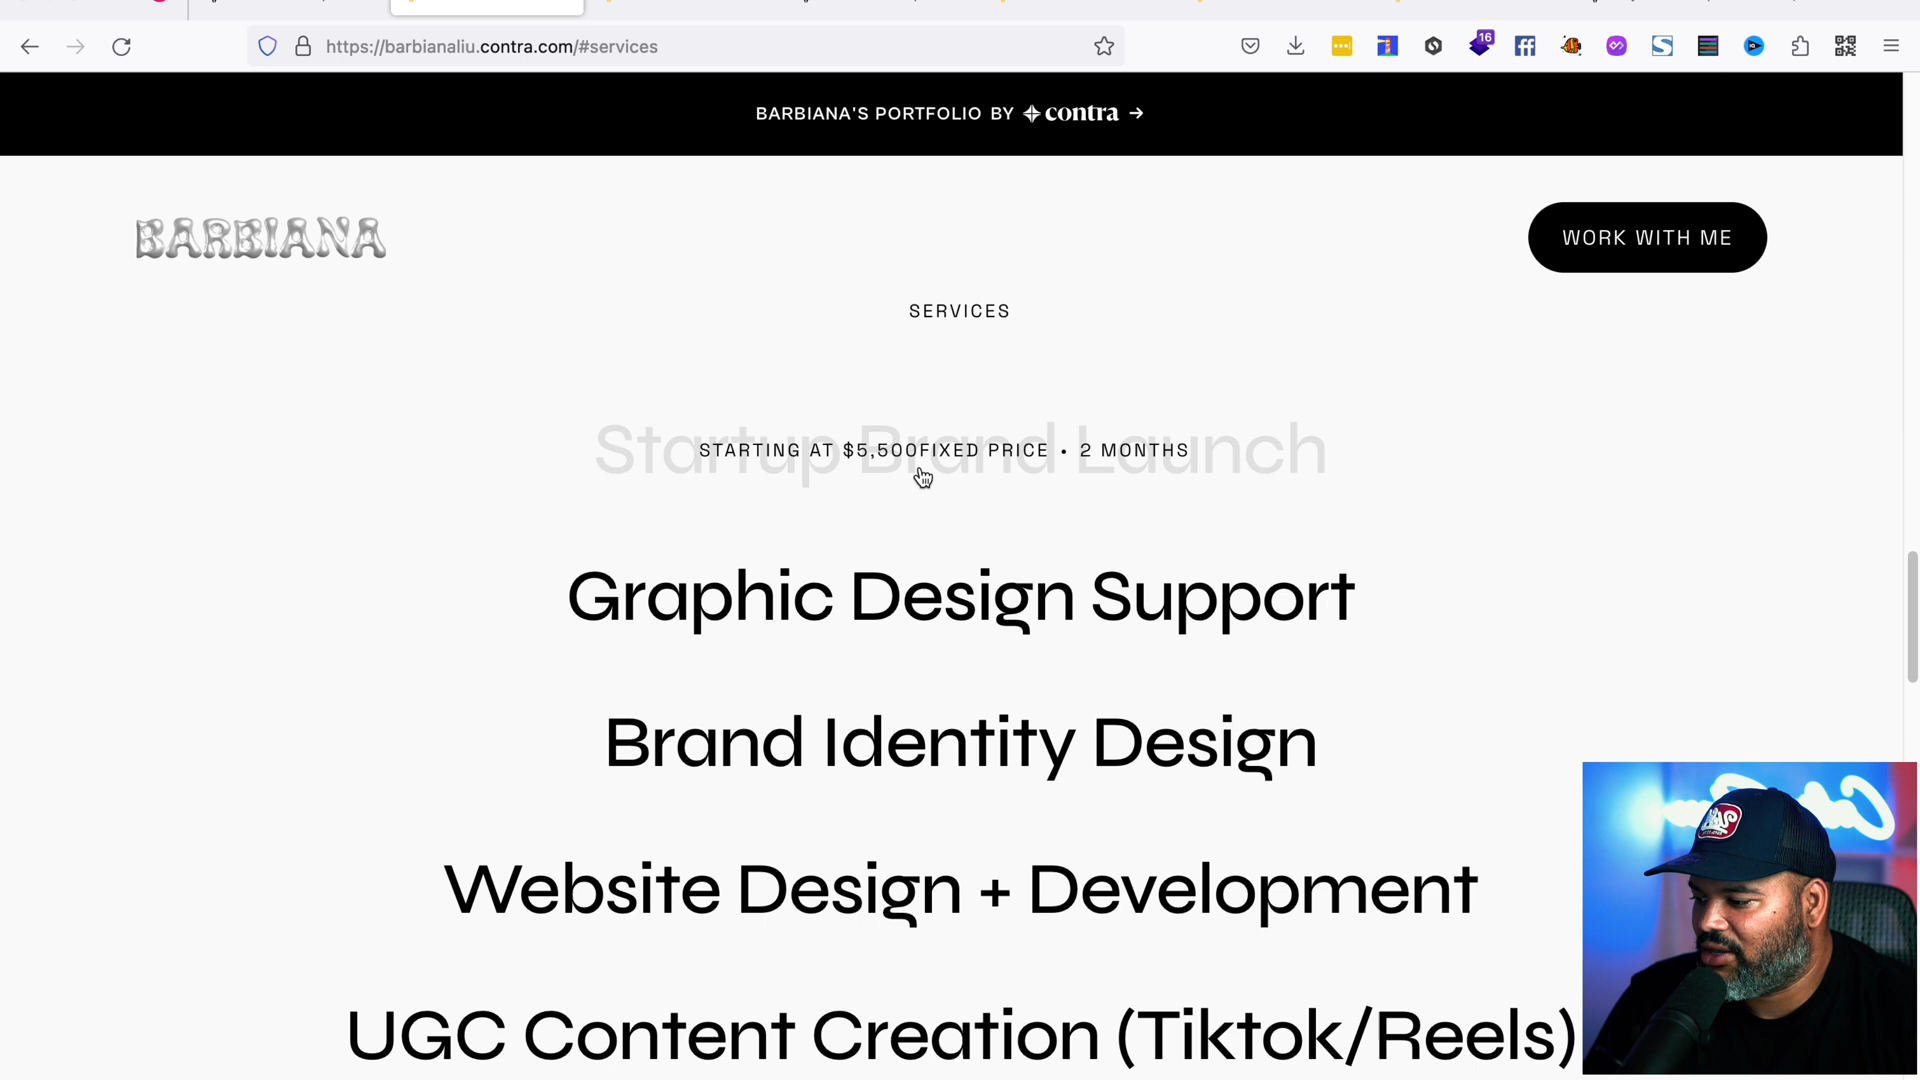 https://barbianaliu.contra.com/#services
16
BARBIANA'S PORTFOLIO BY contra →
BARBIANA
WORK WITH ME
SERVICES
Startup Brand Launch
STARTING AT $5,500FIXED PRICE • 2 MONTHS
Graphic Design Support
Brand Identity Design
Website Design + Development
UGC Content Creation (Tiktok/Reels)